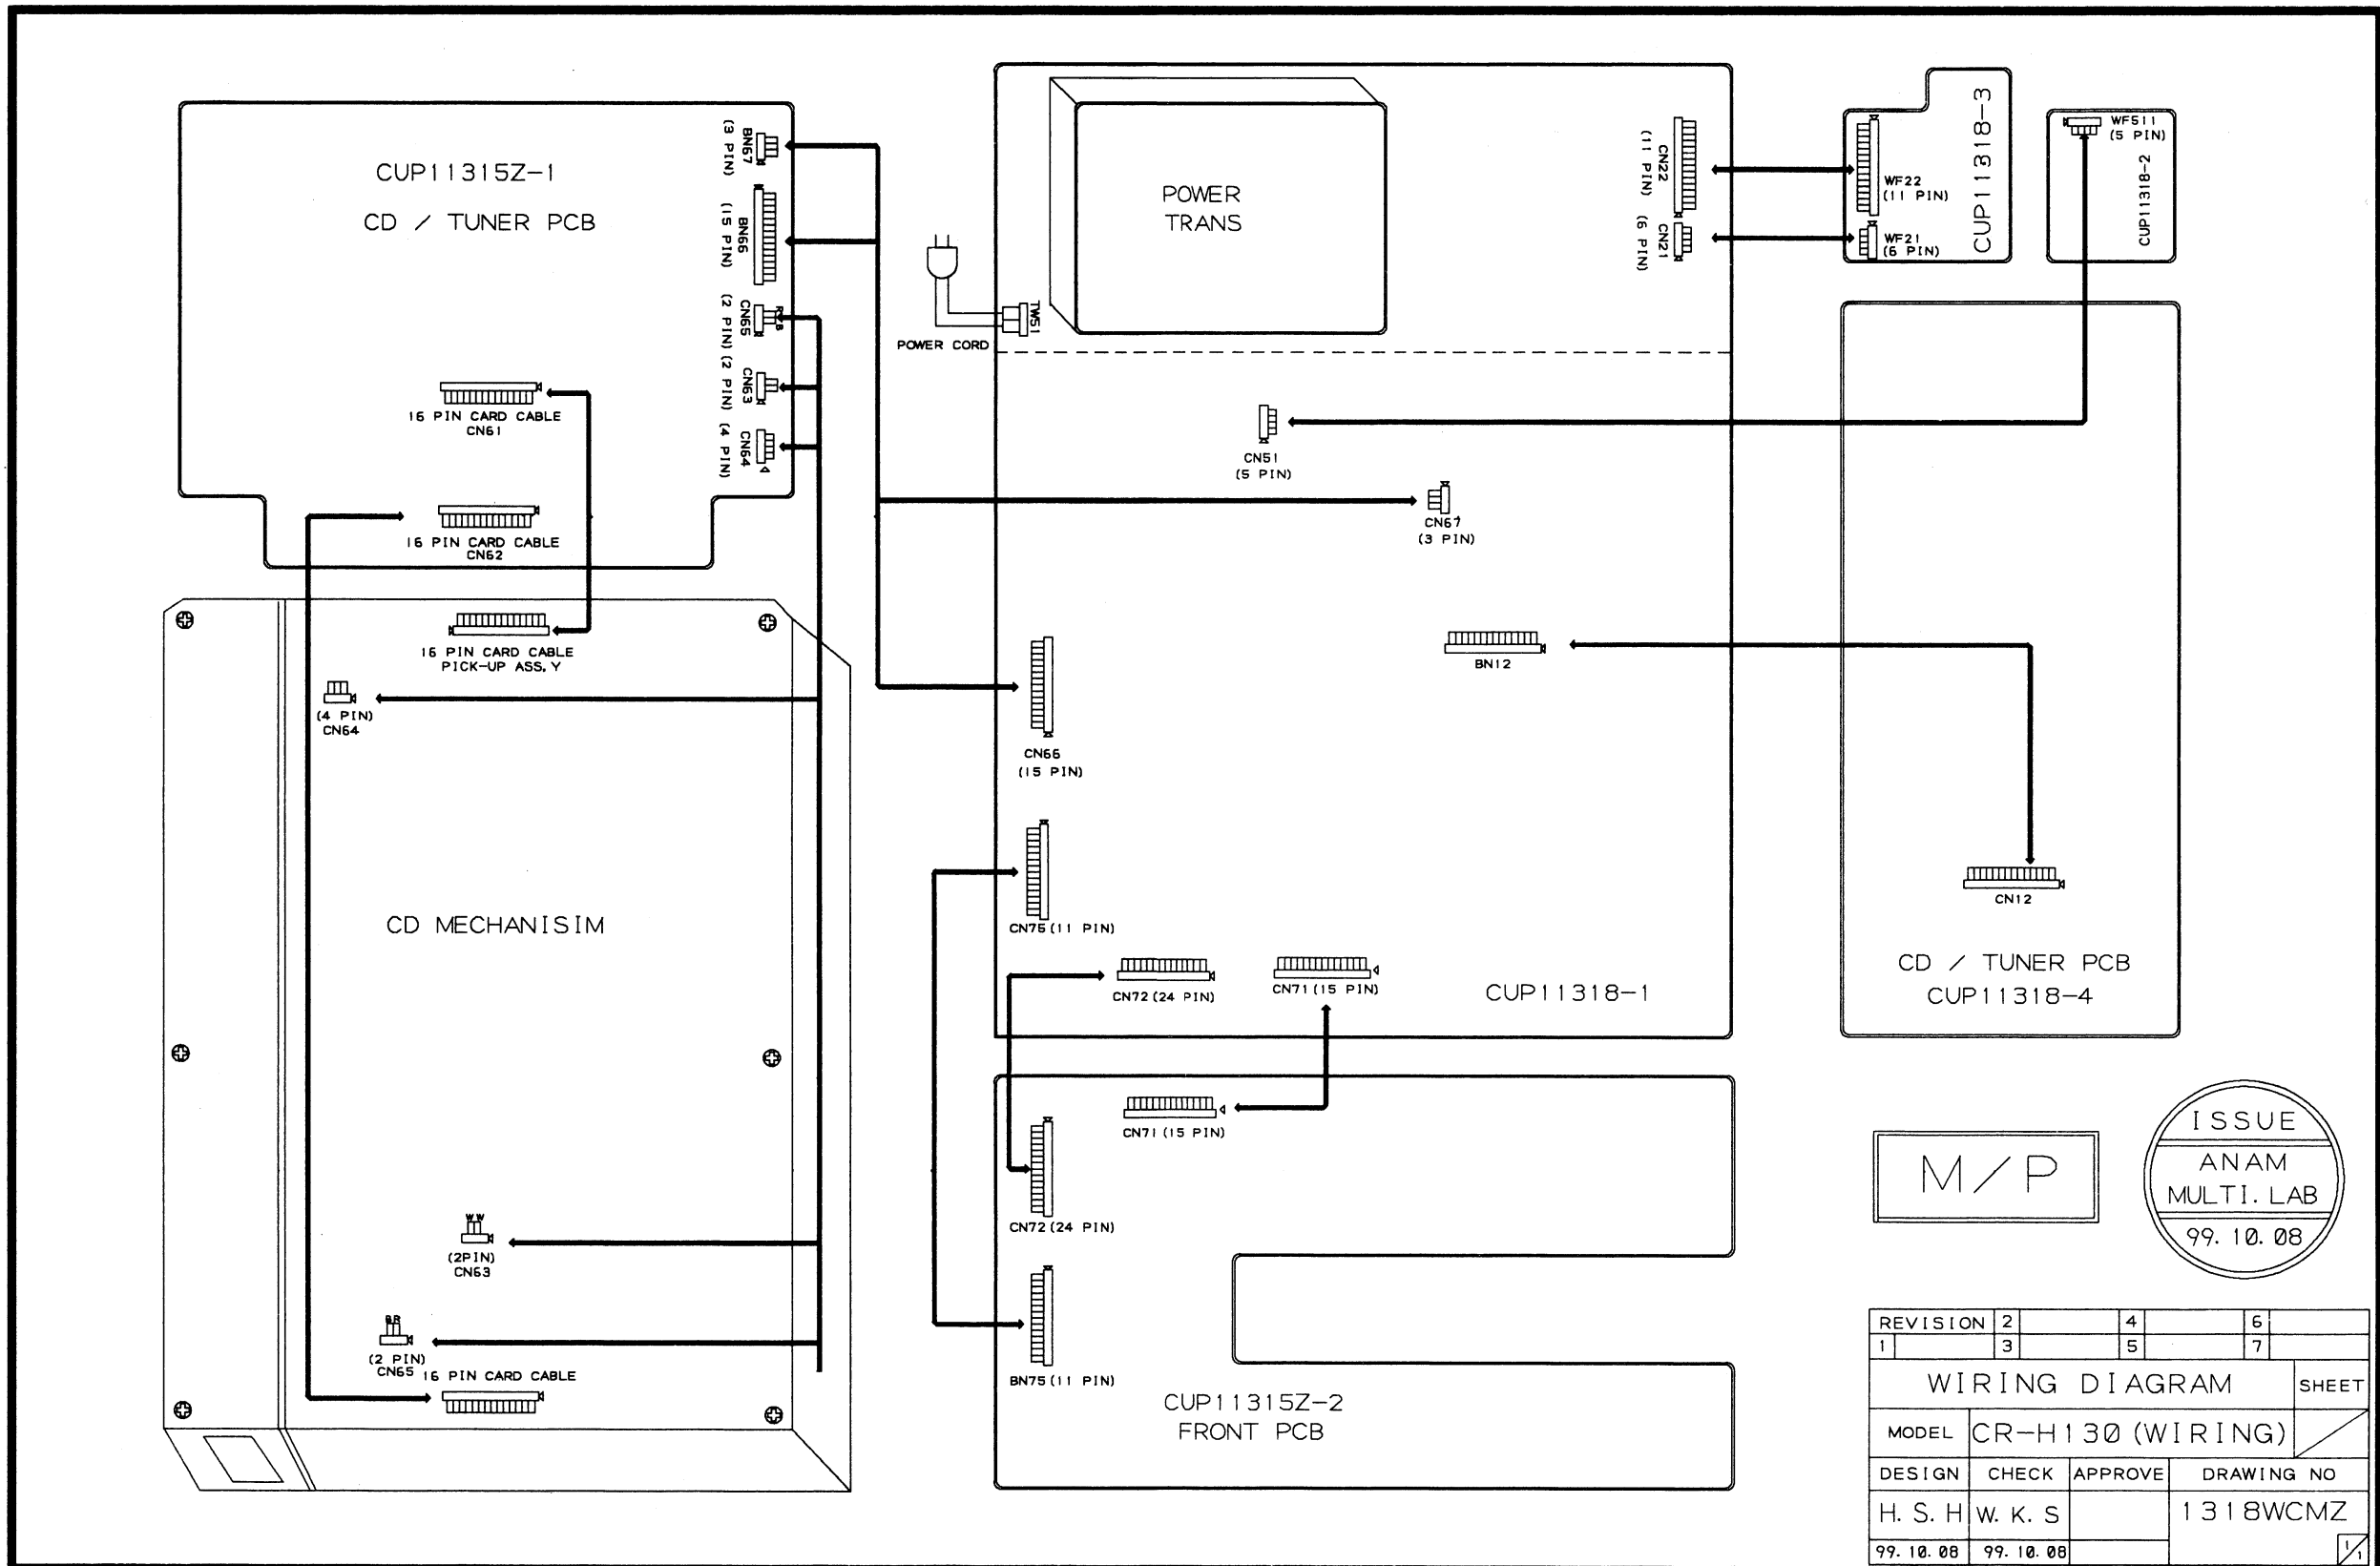 CUP11315Z-1
CD / TUNER PCB
BN67
(3 PIN)
BN66
(15 PIN)
CN65
(2 PIN)
CN63
(2 PIN)
CN64
(4 PIN)
16 PIN CARD CABLE
CN61
16 PIN CARD CABLE
CN62
16 PIN CARD CABLE
PICK-UP ASS,Y
(4 PIN)
CN64
CD MECHANISIM
WW
(2PIN)
CN63
BR
(2 PIN)
CN65
16 PIN CARD CABLE
POWER
TRANS
POWER CORD
TW51
CN22
(11 PIN)
CN21
(6 PIN)
CN51
(5 PIN)
CN67
(3 PIN)
BN12
CN66
(15 PIN)
CN75 (11 PIN)
CN72 (24 PIN)
CN71 (15 PIN)
CUP11318-1
CN71 (15 PIN)
CN72 (24 PIN)
BN75 (11 PIN)
CUP11315Z-2
FRONT PCB
WF22
(11 PIN)
WF21
(6 PIN)
CUP11318-3
WF511
(5 PIN)
CUP11318-2
CN12
CD / TUNER PCB
CUP11318-4
M/P
ISSUE
ANAM
MULTI. LAB
99. 10. 08
REVISION 2 4 6
1 3 5 7
WIRING DIAGRAM SHEET
MODEL CR-H130 (WIRING)
DESIGN CHECK APPROVE DRAWING NO
H. S. H W. K. S 1318WCMZ
99. 10. 08 99. 10. 08 1/1